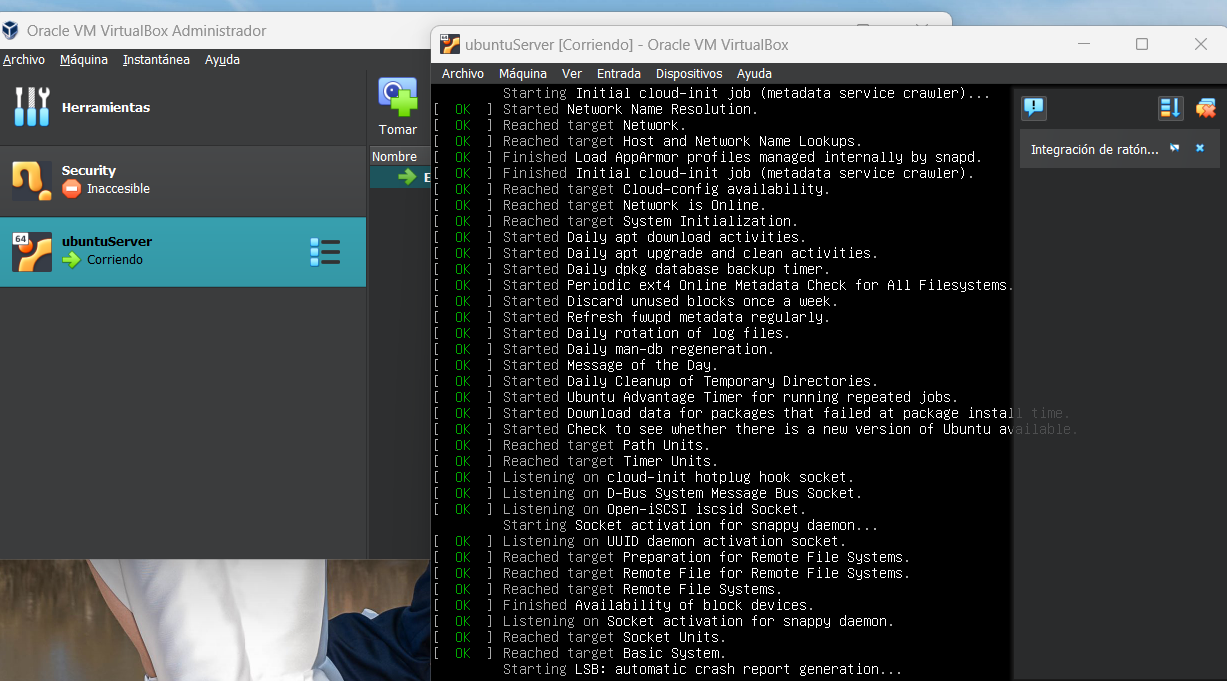 Oracle VM VirtualBox Administrador
Archivo Máquina Instantánea Ayuda
Herramientas
Security
Inaccesible
64
ubuntuServer
Corriendo
Tomar
Nombre
E
ubuntuServer [Corriendo] - Oracle VM VirtualBox
Archivo Máquina Ver Entrada Dispositivos Ayuda
Starting Initial cloud-init job (metadata service crawler)...
[ OK ] Started Network Name Resolution.
[ OK ] Reached target Network.
[ OK ] Reached target Host and Network Name Lookups.
[ OK ] Finished Load AppArmor profiles managed internally by snapd.
[ OK ] Finished Initial cloud-init job (metadata service crawler).
[ OK ] Reached target Cloud-config availability.
[ OK ] Reached target Network is Online.
[ OK ] Reached target System Initialization.
[ OK ] Started Daily apt download activities.
[ OK ] Started Daily apt upgrade and clean activities.
[ OK ] Started Daily dpkg database backup timer.
[ OK ] Started Periodic ext4 Online Metadata Check for All Filesystems.
[ OK ] Started Discard unused blocks once a week.
[ OK ] Started Refresh fwupd metadata regularly.
[ OK ] Started Daily rotation of log files.
[ OK ] Started Daily man-db regeneration.
[ OK ] Started Message of the Day.
[ OK ] Started Daily Cleanup of Temporary Directories.
[ OK ] Started Ubuntu Advantage Timer for running repeated jobs.
[ OK ] Started Download data for packages that failed at package install time.
[ OK ] Started Check to see whether there is a new version of Ubuntu available.
[ OK ] Reached target Path Units.
[ OK ] Reached target Timer Units.
[ OK ] Listening on cloud-init hotplug hook socket.
[ OK ] Listening on D-Bus System Message Bus Socket.
[ OK ] Listening on Open-iSCSI iscsid Socket.
Starting Socket activation for snappy daemon...
[ OK ] Listening on UUID daemon activation socket.
[ OK ] Reached target Preparation for Remote File Systems.
[ OK ] Reached target Remote File for Remote File Systems.
[ OK ] Reached target Remote File Systems.
[ OK ] Finished Availability of block devices.
[ OK ] Listening on Socket activation for snappy daemon.
[ OK ] Reached target Socket Units.
[ OK ] Reached target Basic System.
Starting LSB: automatic crash report generation...
Integración de ratón...